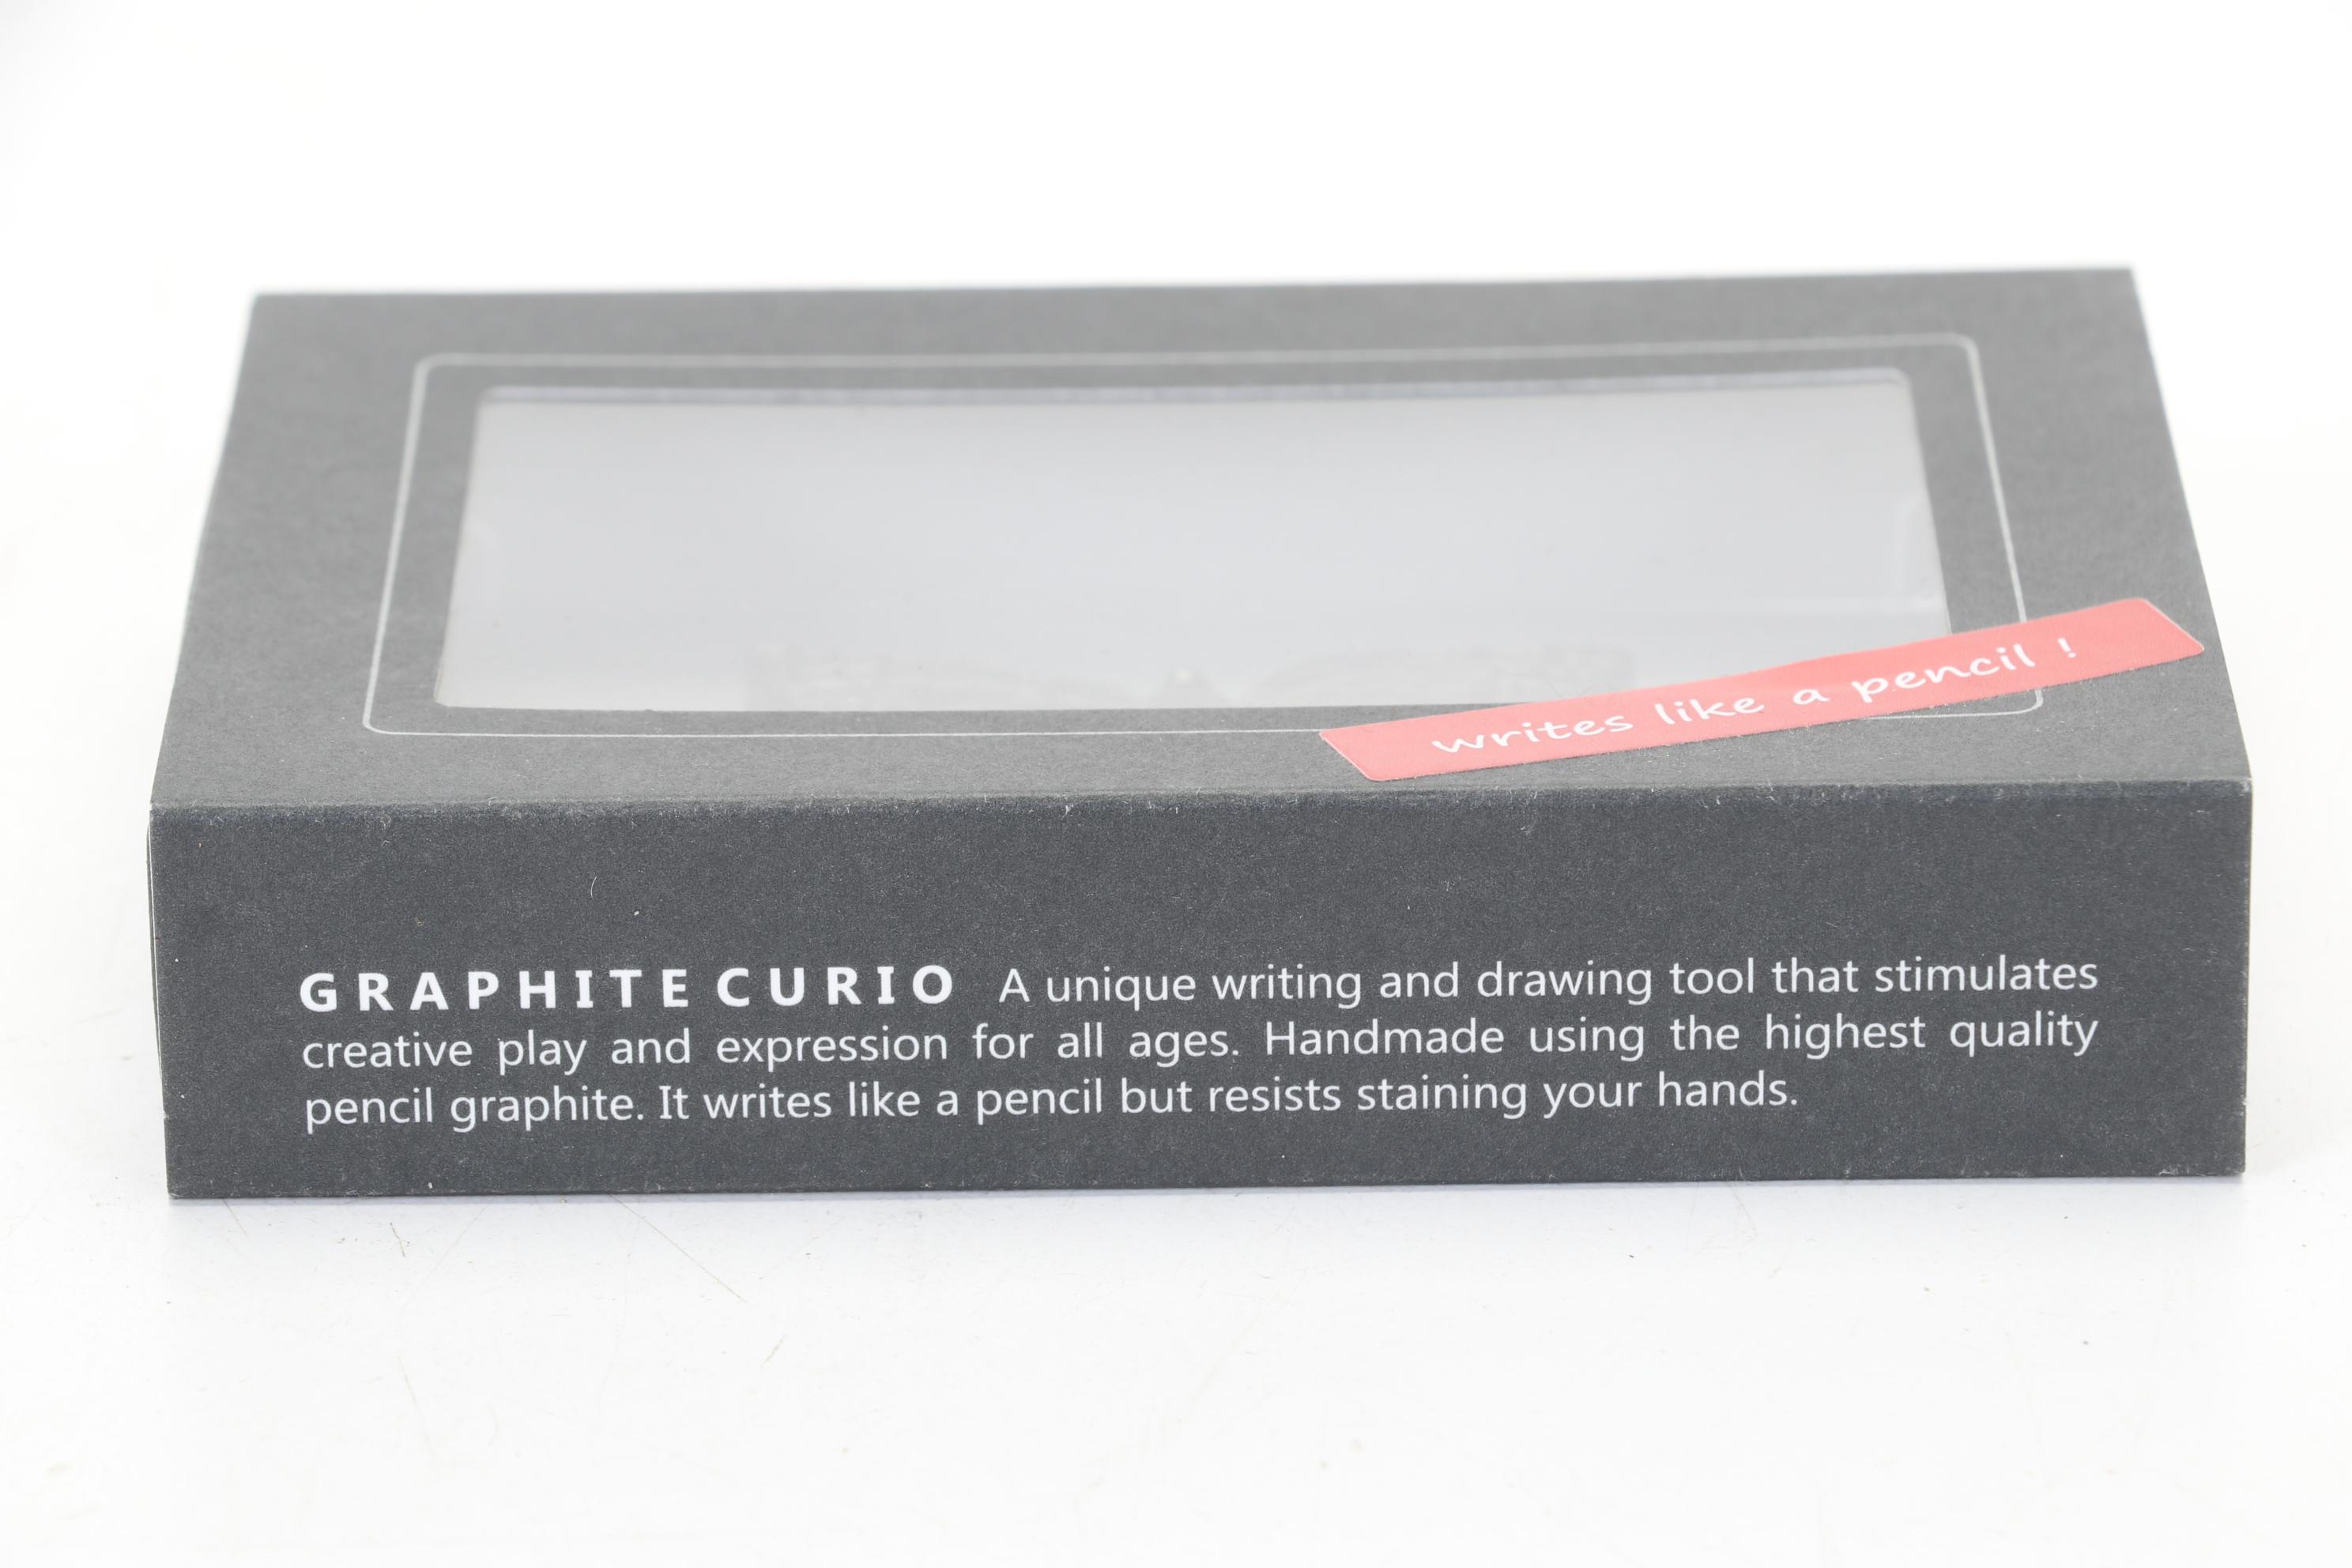 writes like a pencil !
GRAPHITE CURIO A unique writing and drawing tool that stimulates
creative play and expression for all ages. Handmade using the highest quality
pencil graphite. It writes like a pencil but resists staining your hands.